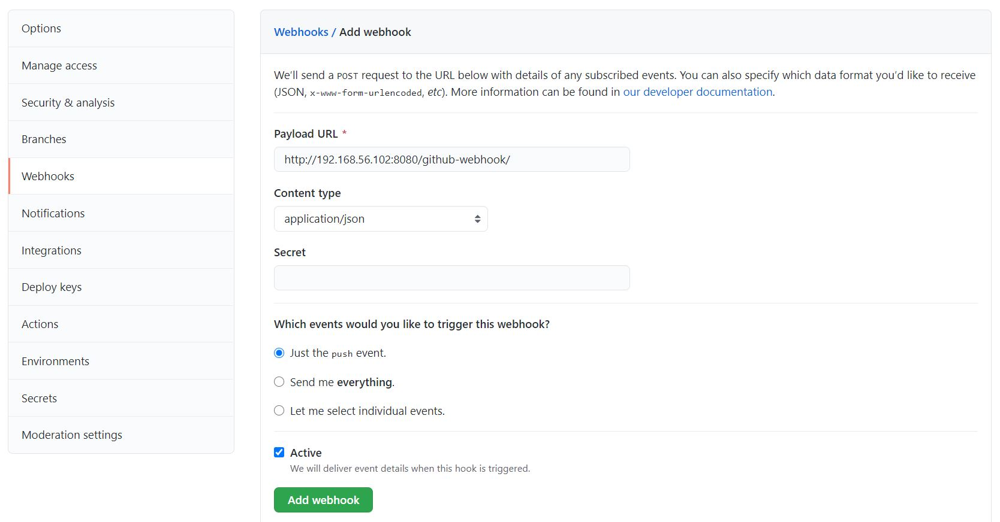 Options
Manage access
Security & analysis
Branches
Webhooks
Notifications
Integrations
Deploy keys
Actions
Environments
Secrets
Moderation settings
Webhooks / Add webhook
We’ll send a POST request to the URL below with details of any subscribed events. You can also specify which data format you’d like to receive
(JSON, x-www-form-urlencoded, etc). More information can be found in our developer documentation.
Payload URL *
http://192.168.56.102:8080/github-webhook/
Content type
application/json
Secret
Which events would you like to trigger this webhook?
Just the push event.
Send me everything.
Let me select individual events.
Active
We will deliver event details when this hook is triggered.
Add webhook